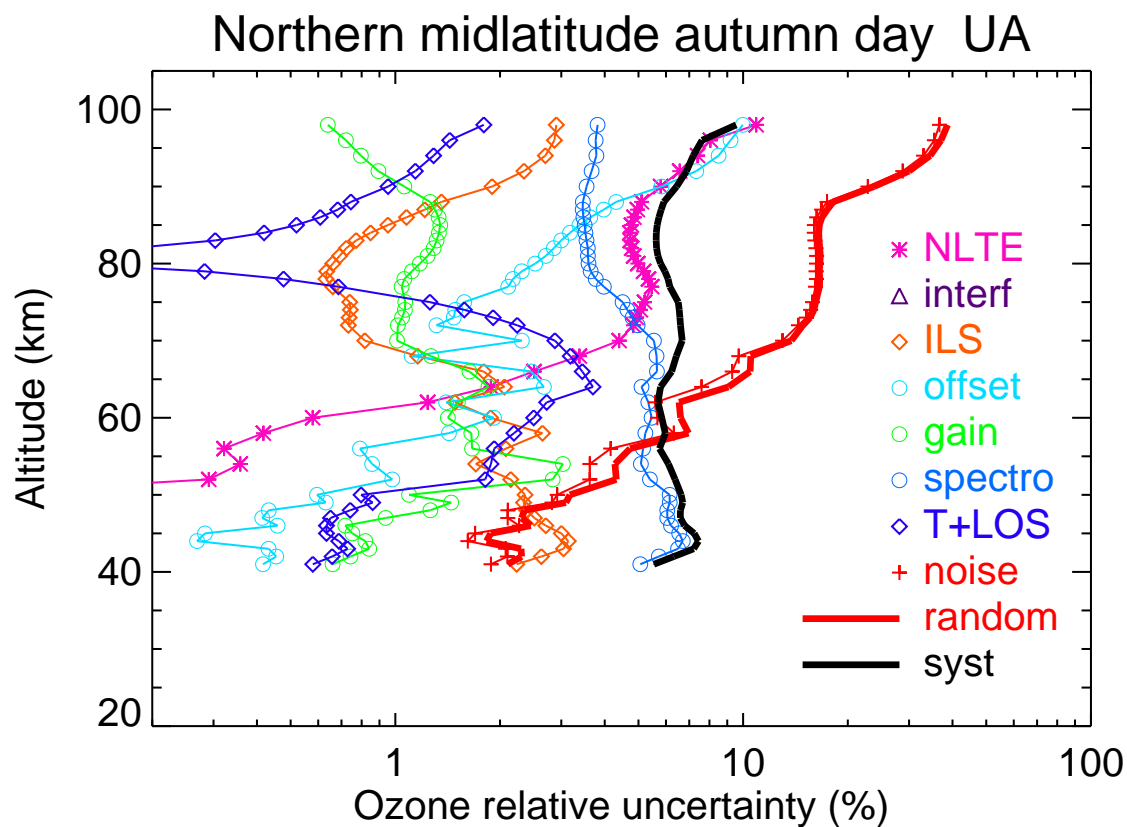 Northern midlatitude autumn day UA
100
80
60
40
20
Altitude (km)
NLTE
interf
ILS
offset
gain
spectro
T+LOS
noise
random
syst
1
10
100
Ozone relative uncertainty (%)